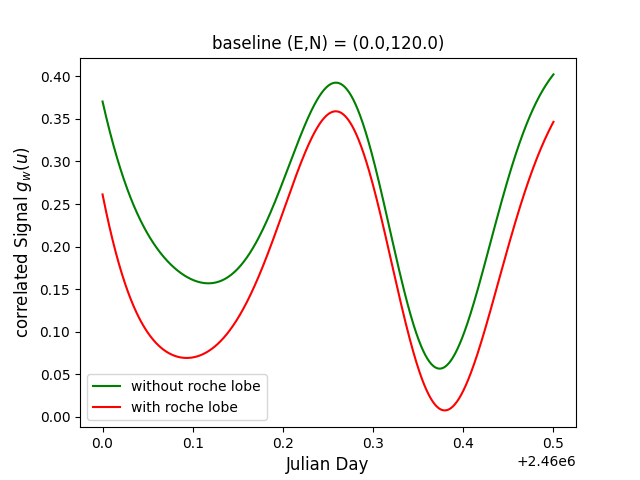 baseline (E,N) = (0.0,120.0)
correlated Signal g_w(u)
0.40
0.35
0.30
0.25
0.20
0.15
0.10
0.05
0.00
without roche lobe
with roche lobe
0.0 0.1 0.2 0.3 0.4 0.5
Julian Day
+2.46e6